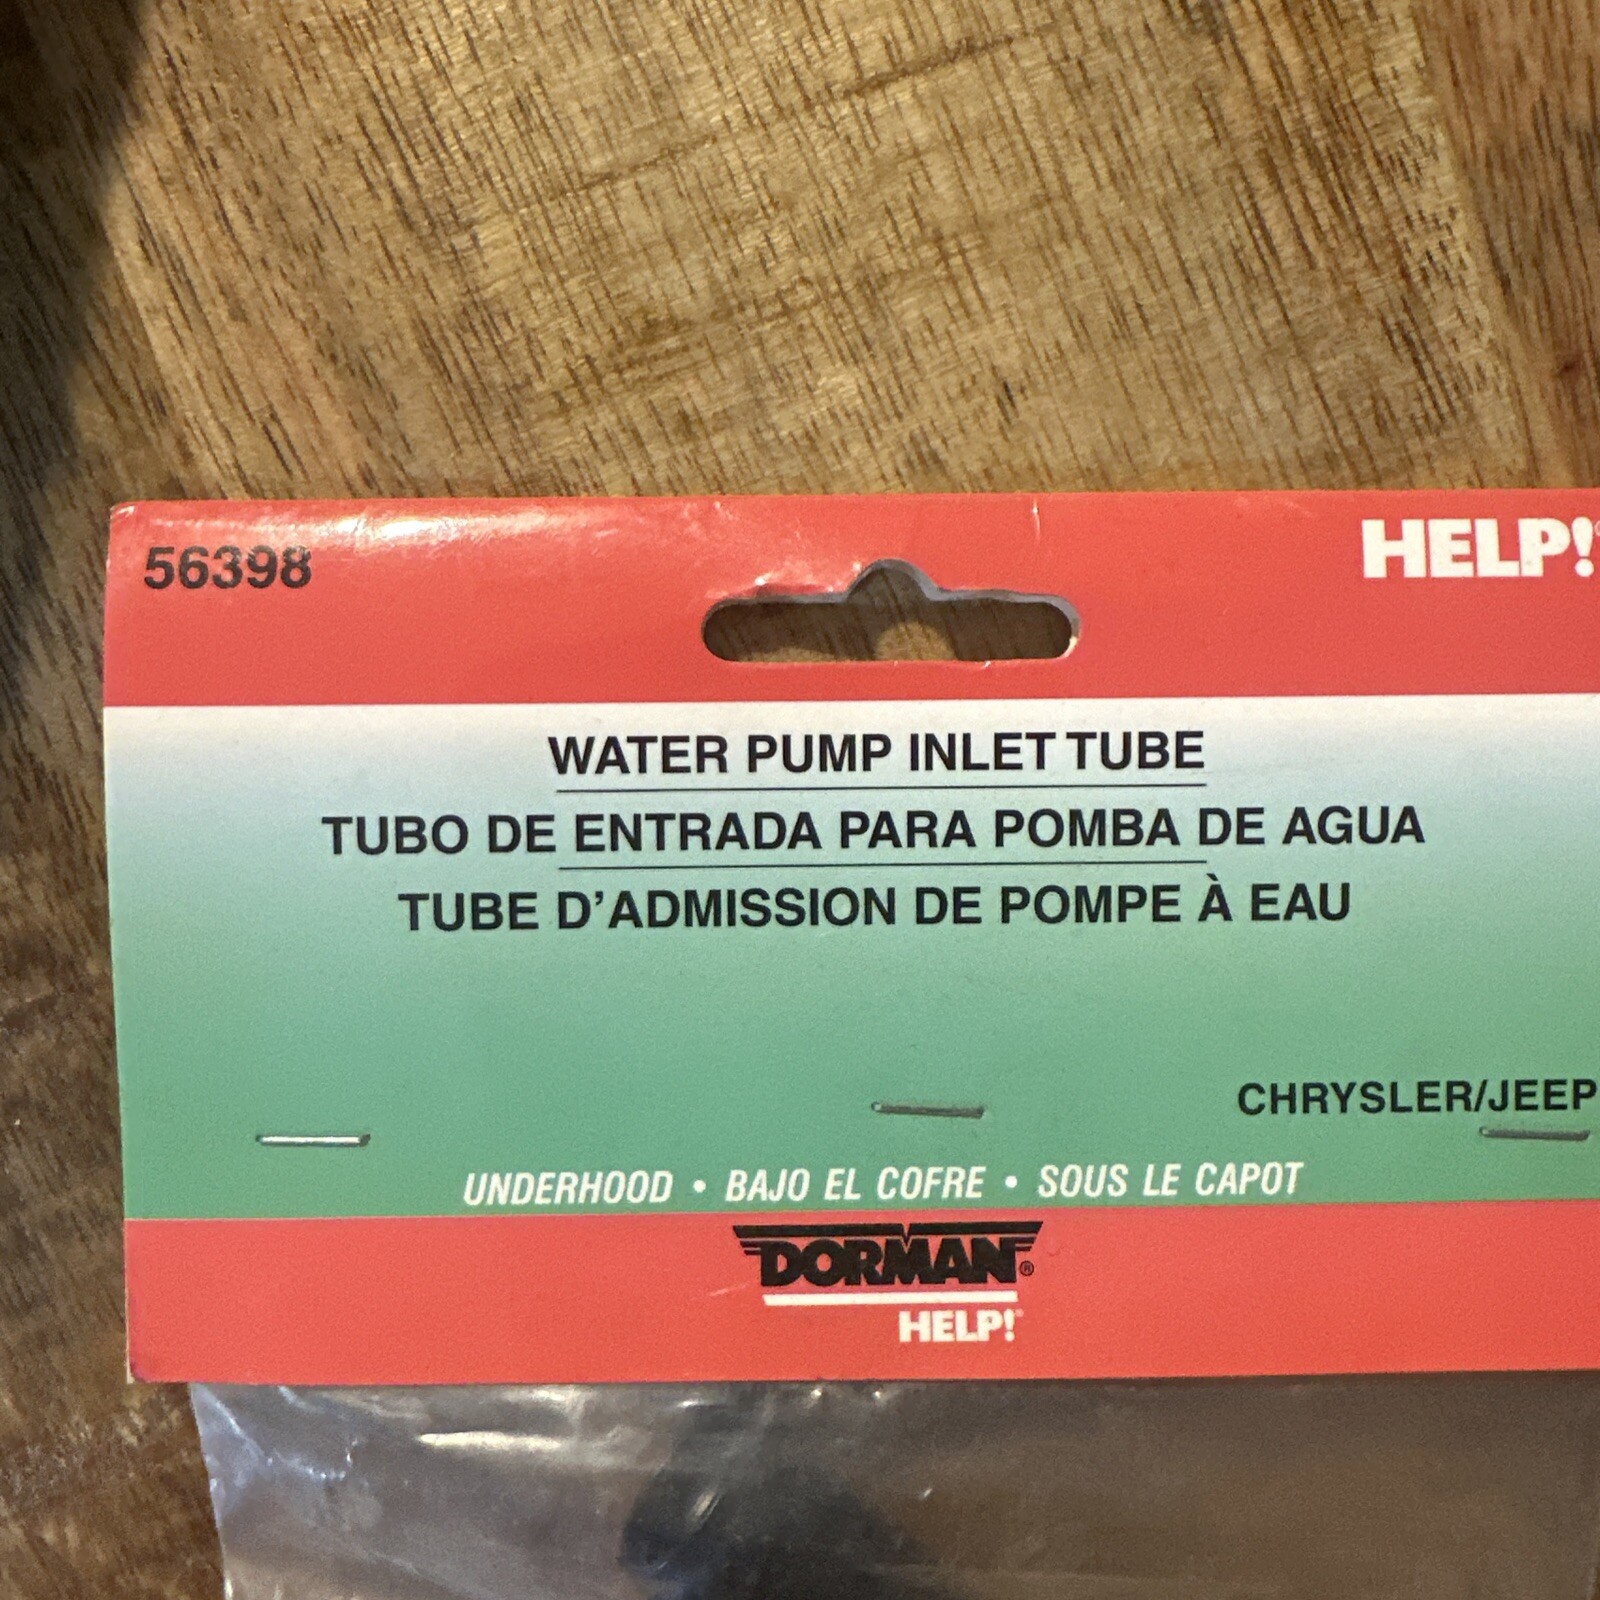 56398
HELP!
WATER PUMP INLET TUBE
TUBO DE ENTRADA PARA POMBA DE AGUA
TUBE D'ADMISSION DE POMPE À EAU
CHRYSLER/JEEP
UNDERHOOD • BAJO EL COFRE • SOUS LE CAPOT
DORMAN®
HELP!